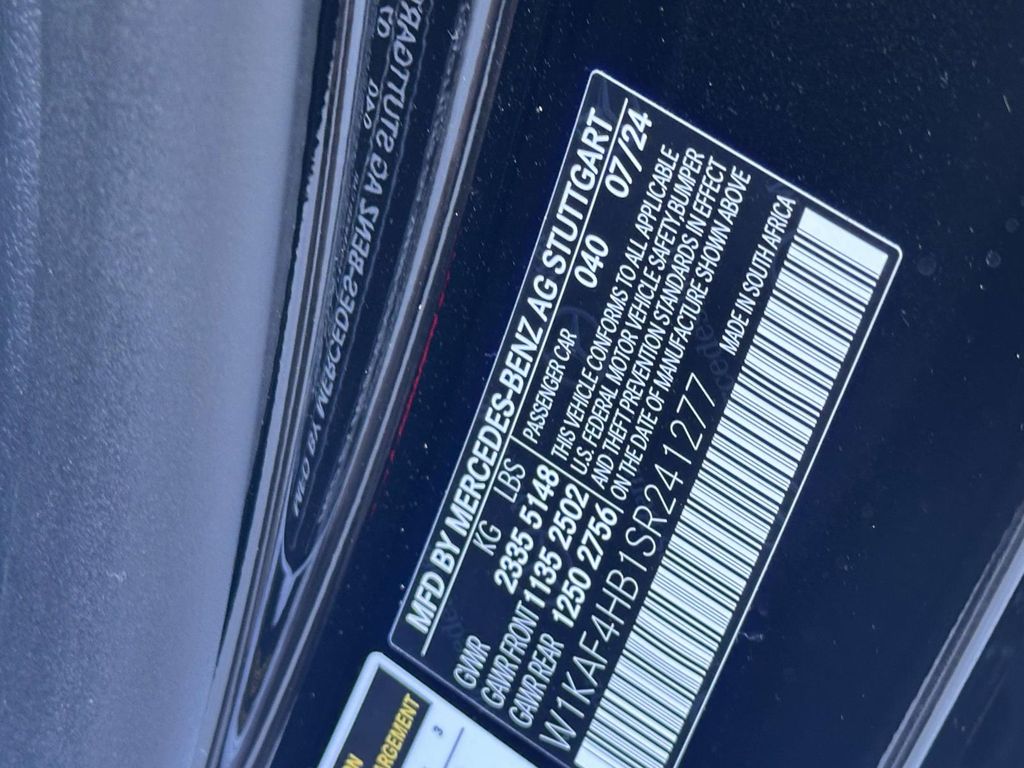 MFD BY MERCEDES-BENZ AG STUTTGART
KG LBS 040 07/24
GVWR 2335 5148 PASSENGER CAR
GAWR FRONT 1135 2502
GAWR REAR 1250 2756
THIS VEHICLE CONFORMS TO ALL APPLICABLE
U.S. FEDERAL MOTOR VEHICLE SAFETY,BUMPER
AND THEFT PREVENTION STANDARDS IN EFFECT
ON THE DATE OF MANUFACTURE SHOWN ABOVE
W1KAF4HB1SR241277
MADE IN SOUTH AFRICA
ARGEMENT
3